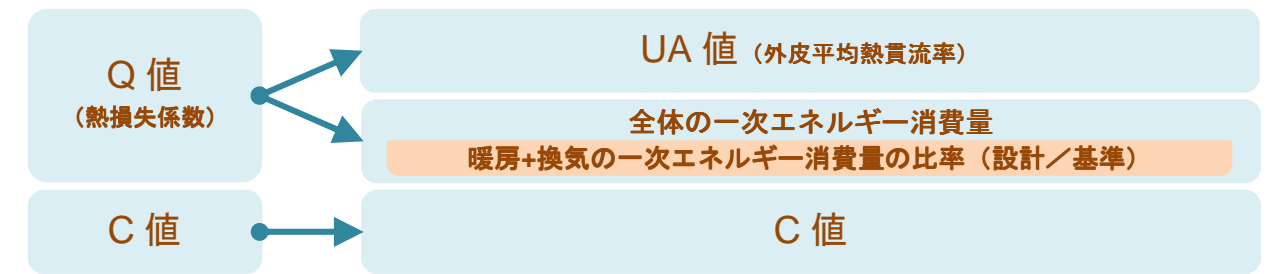 Q 値
（熱損失係数）
UA 値（外皮平均熱貫流率）
全体の一次エネルギー消費量
暖房+換気の一次エネルギー消費量の比率（設計／基準）
C 値
C 値